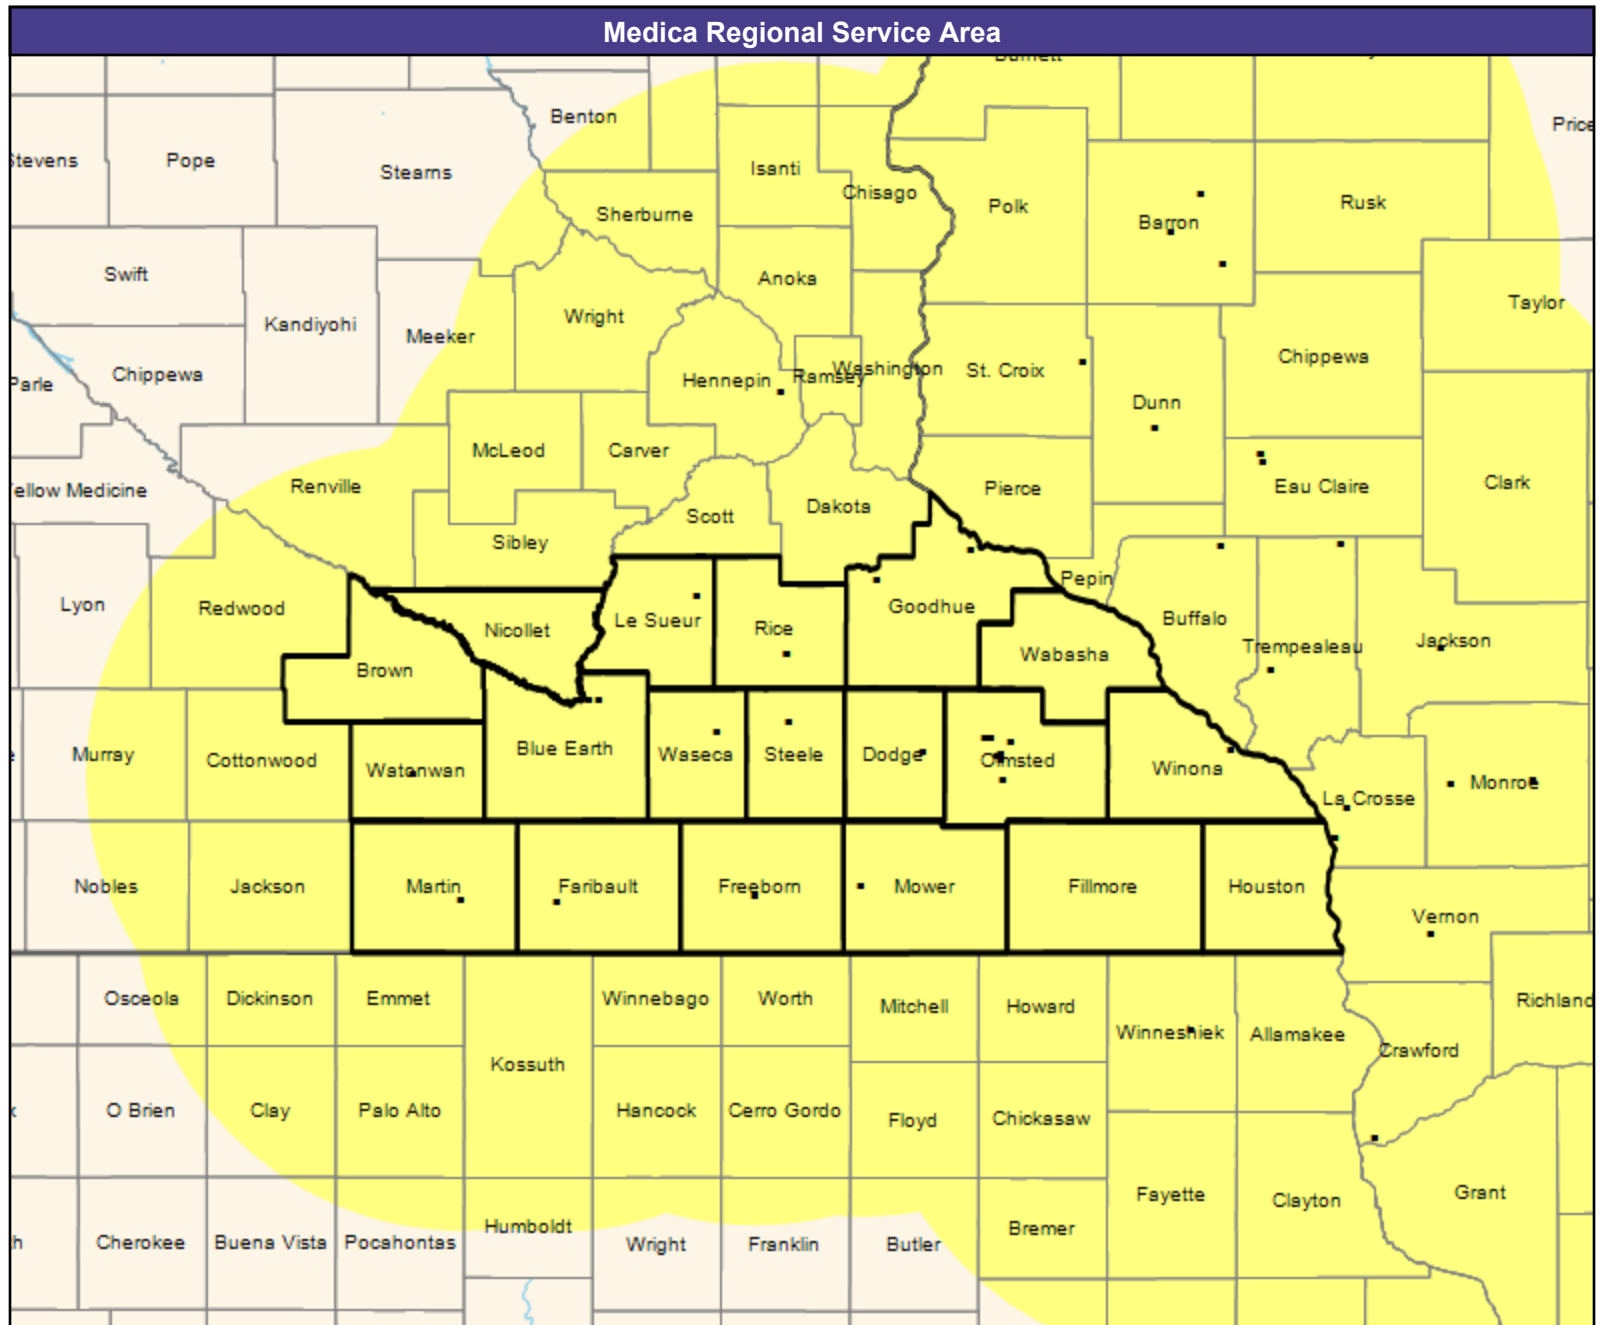 Medica Regional Service Area
Benton
Price
Stevens
Pope
Stearns
Isanti
Chisago
Polk
Barron
Rusk
Sherburne
Swift
Anoka
Taylor
Kandiyohi
Wright
Meeker
Chippewa
Chippewa
Parle
Hennepin
Ramsey
Washington
St. Croix
Dunn
McLeod
Carver
Renville
Yellow Medicine
Pierce
Eau Claire
Clark
Dakota
Scott
Sibley
Pepin
Lyon
Redwood
Nicollet
Le Sueur
Rice
Goodhue
Buffalo
Trempealeau
Jackson
Wabasha
Brown
Murray
Cottonwood
Watonwan
Blue Earth
Waseca
Steele
Dodge
Olmsted
Winona
La Crosse
Monroe
Nobles
Jackson
Martin
Faribault
Freeborn
Mower
Fillmore
Houston
Vernon
Osceola
Dickinson
Emmet
Winnebago
Worth
Mitchell
Howard
Winneshiek
Allamakee
Crawford
Richland
Kossuth
O Brien
Clay
Palo Alto
Hancock
Cerro Gordo
Floyd
Chickasaw
Fayette
Clayton
Grant
Cherokee
Buena Vista
Pocahontas
Humboldt
Wright
Franklin
Butler
Bremer